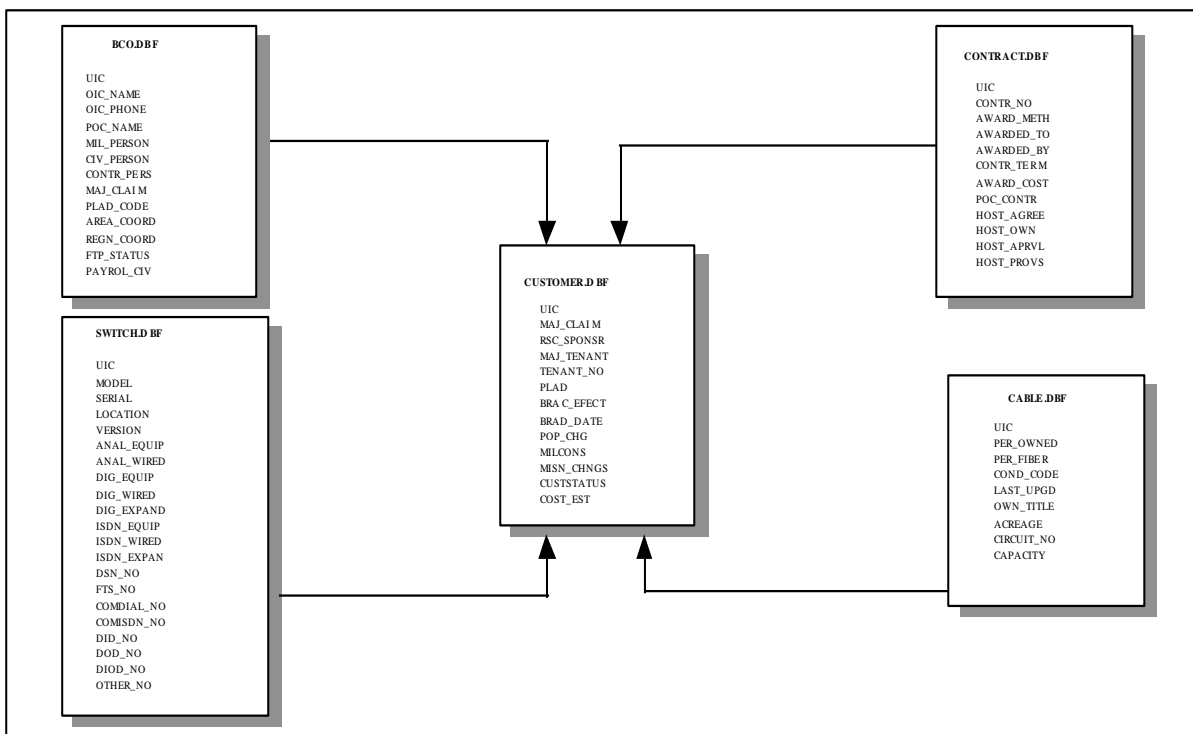 BCO.DBF
UIC
OIC_NAME
OIC_PHONE
POC_NAME
MIL_PERSON
CIV_PERSON
CONTR_PERS
MAJ_CLAIM
PLAD_CODE
AREA_COORD
REGN_COORD
FTP_STATUS
PAYROL_CIV
SWITCH.DBF
UIC
MODEL
SERIAL
LOCATION
VERSION
ANAL_EQUIP
ANAL_WIRED
DIG_EQUIP
DIG_WIRED
DIG_EXPAND
ISDN_EQUIP
ISDN_WIRED
ISDN_EXPAN
DSN_NO
FTS_NO
COMDIAL_NO
COMISDN_NO
DID_NO
DOD_NO
DIOD_NO
OTHER_NO
CUSTOMER.DBF
UIC
MAJ_CLAIM
RSC_SPONSR
MAJ_TENANT
TENANT_NO
PLAD
BRAC_EFECT
BRAD_DATE
POP_CHG
MILCONS
MISN_CHNGS
CUSTSTATUS
COST_EST
CONTRACT.DBF
UIC
CONTR_NO
AWARD_METH
AWARDED_TO
AWARDED_BY
CONTR_TERM
AWARD_COST
POC_CONTR
HOST_AGREE
HOST_OWN
HOST_APRVL
HOST_PROVS
CABLE.DBF
UIC
PER_OWNED
PER_FIBER
COND_CODE
LAST_UPGD
OWN_TITLE
ACREAGE
CIRCUIT_NO
CAPACITY